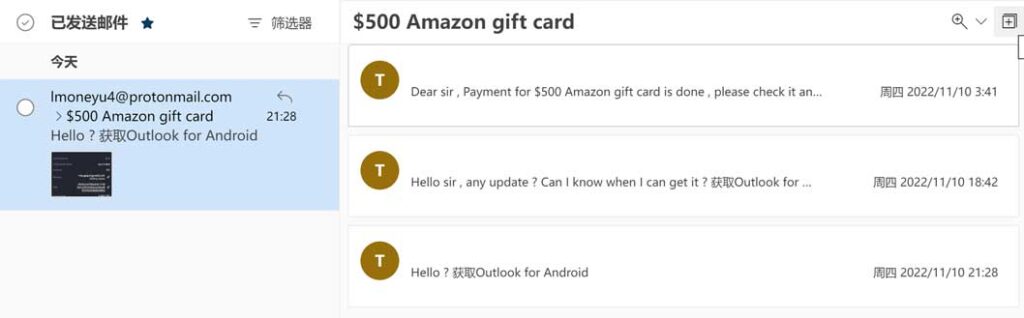 已发送邮件
筛选器
今天
lmoneyu4@protonmail.com
$500 Amazon gift card
21:28
Hello ? 获取Outlook for Android
$500 Amazon gift card
T
Dear sir , Payment for $500 Amazon gift card is done , please check it an...
周四 2022/11/10 3:41
T
Hello sir , any update ? Can I know when I can get it ? 获取Outlook for ...
周四 2022/11/10 18:42
T
Hello ? 获取Outlook for Android
周四 2022/11/10 21:28